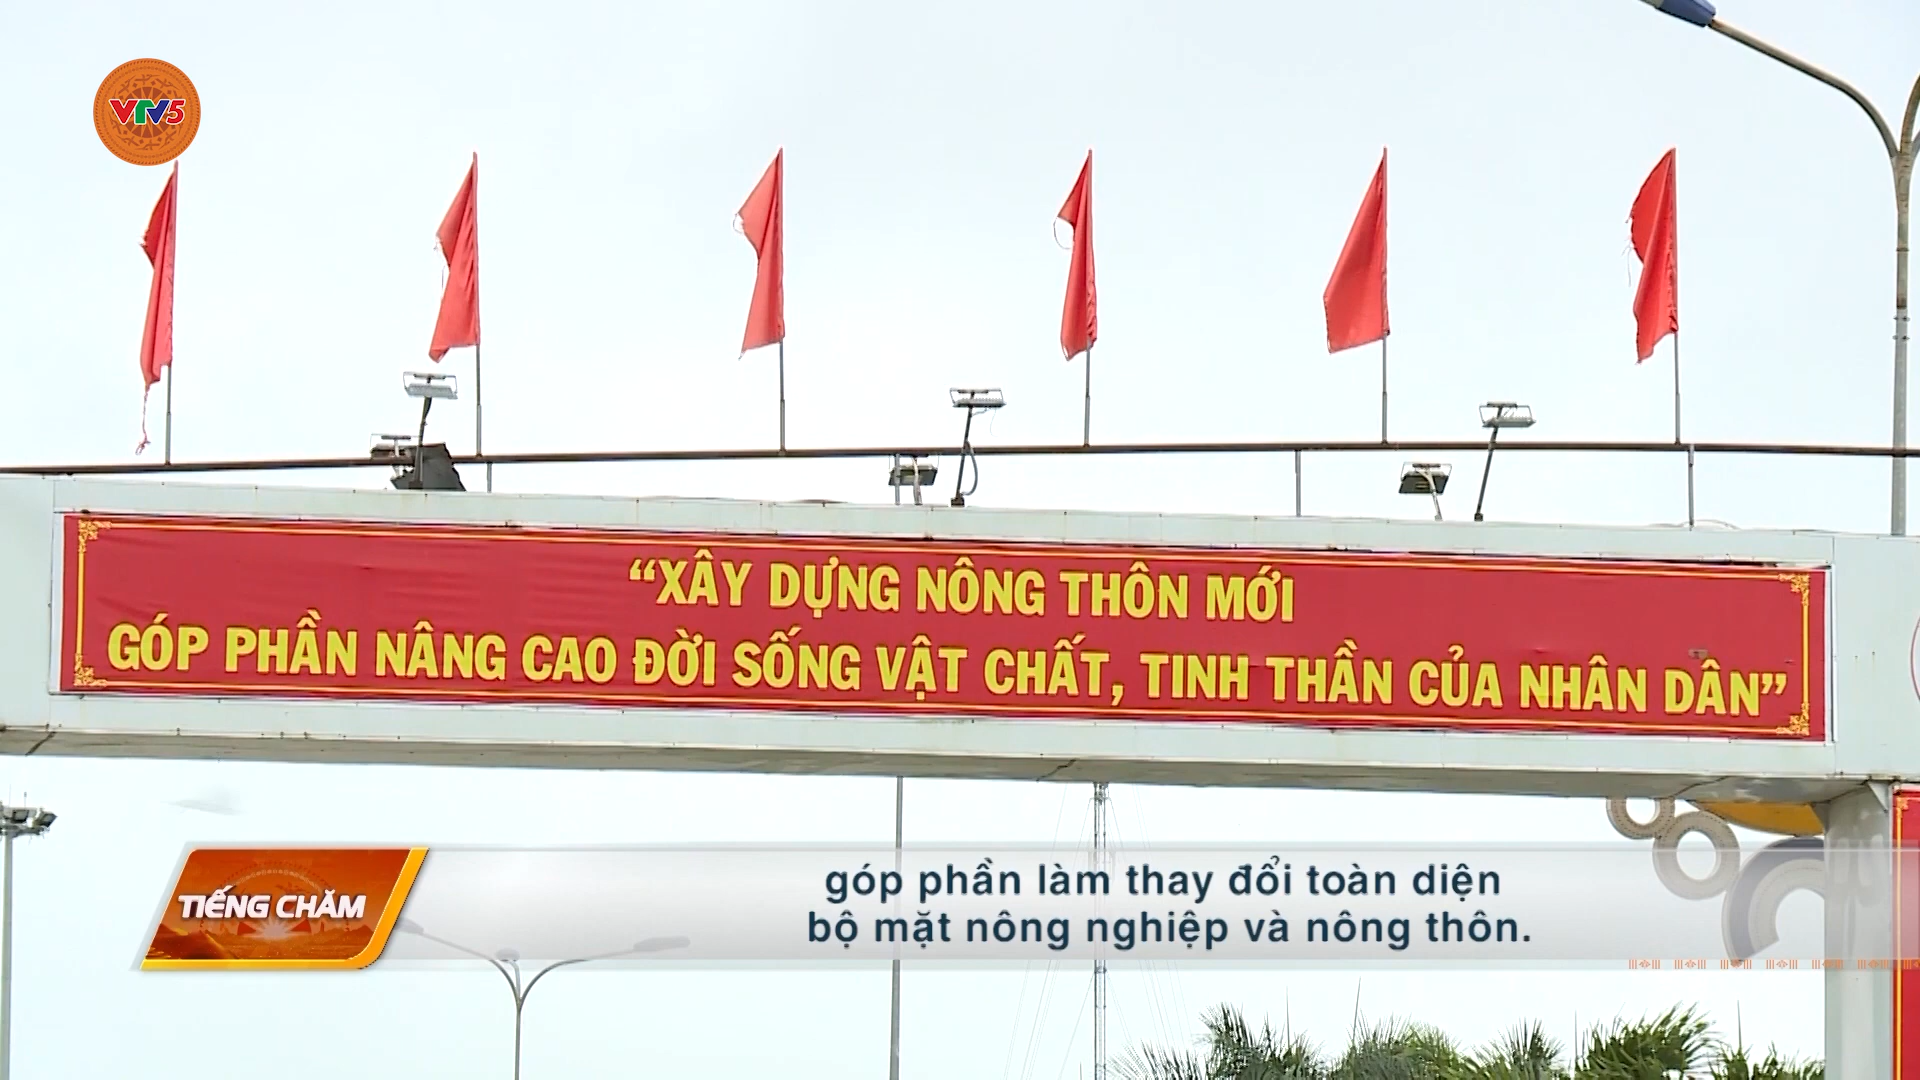 VTV5
“XÂY DỰNG NÔNG THÔN MỚI
GÓP PHẦN NÂNG CAO ĐỜI SỐNG VẬT CHẤT, TINH THẦN CỦA NHÂN DÂN”
TIẾNG CHĂM
góp phần làm thay đổi toàn diện
bộ mặt nông nghiệp và nông thôn.